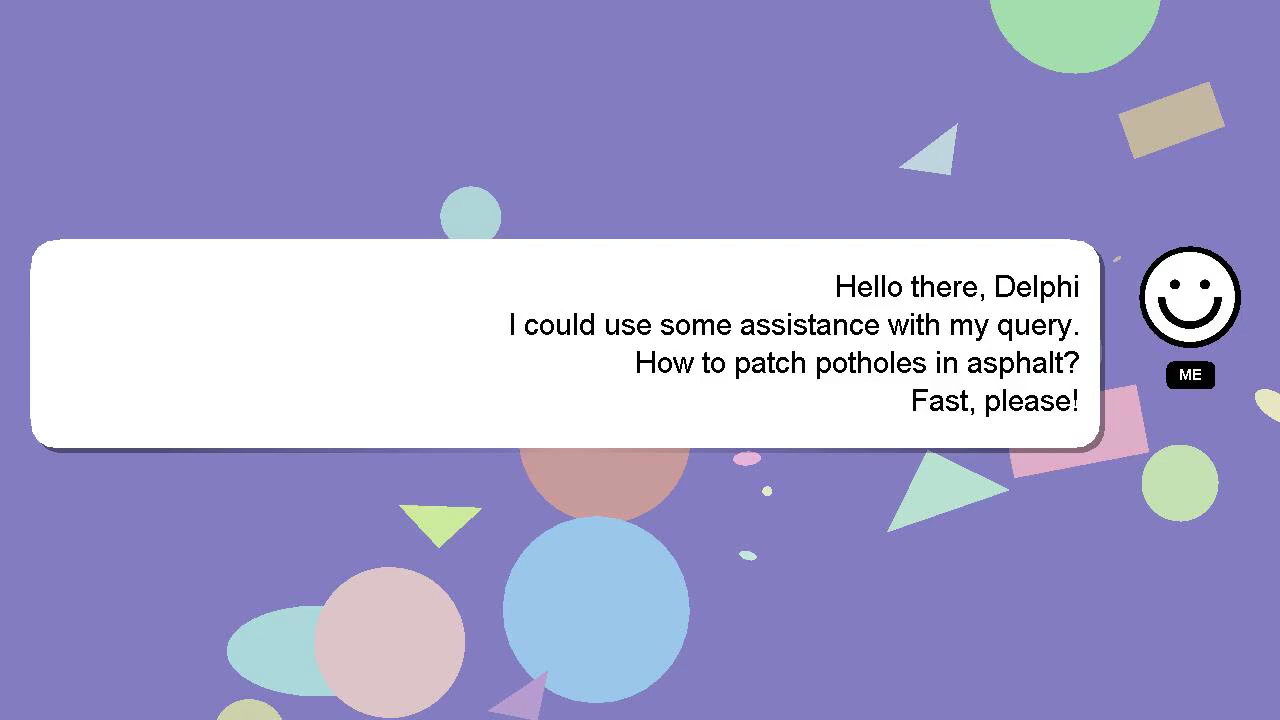 Hello there, Delphi
I could use some assistance with my query.
How to patch potholes in asphalt?
Fast, please!
ME